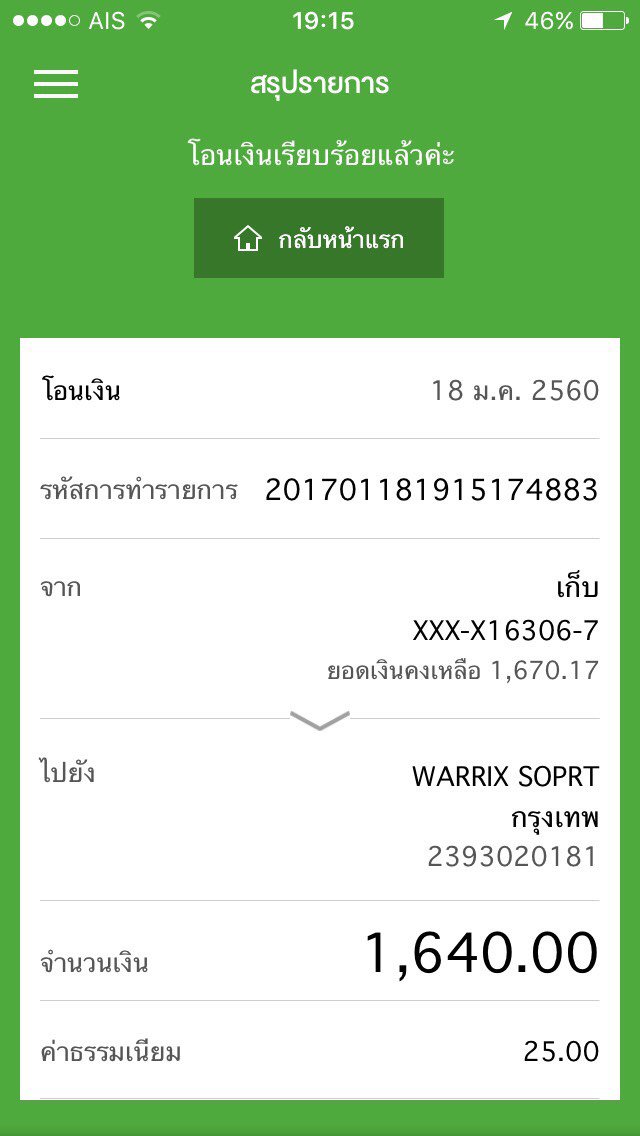 AIS 19:15 46%
สรุปรายการ
โอนเงินเรียบร้อยแล้วค่ะ
กลับหน้าแรก
โอนเงิน 18 ม.ค. 2560
รหัสการทำรายการ 201701181915174883
จาก เก็บ
XXX-X16306-7
ยอดเงินคงเหลือ 1,670.17
ไปยัง WARRIX SOPRT
กรุงเทพ
2393020181
จำนวนเงิน 1,640.00
ค่าธรรมเนียม 25.00